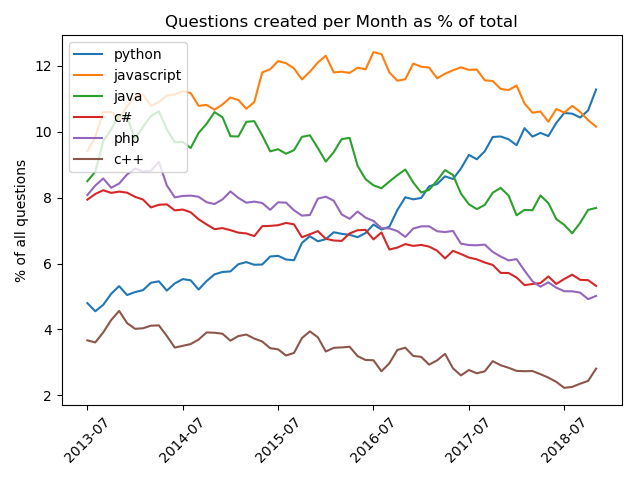 Questions created per Month as % of total
python
javascript
java
c#
php
c++
% of all questions
12
10
8
6
4
2
2013-07
2014-07
2015-07
2016-07
2017-07
2018-07